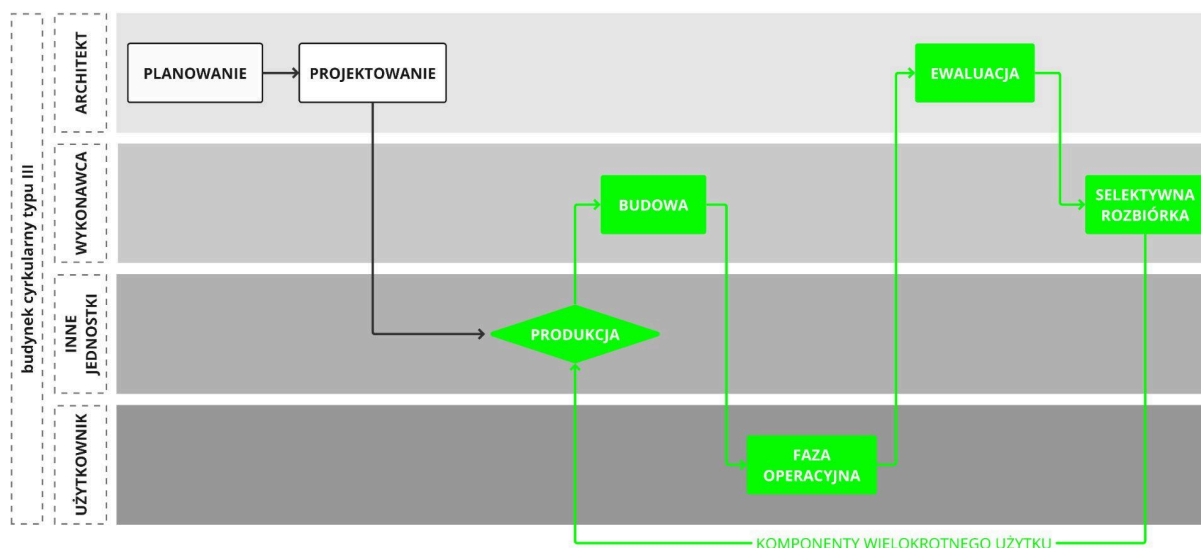 budynek cyrkularny typu III
ARCHITEKT
PLANOWANIE
PROJEKTOWANIE
EWALUACJA
WYKONAWCA
BUDOWA
SELEKTYWNA
ROZBIÓRKA
INNE
JEDNOSTKI
PRODUKCJA
UŻYTKOWNIK
FAZA
OPERACYJNA
KOMPONENTY WIELOKROTNEGO UŻYTKU